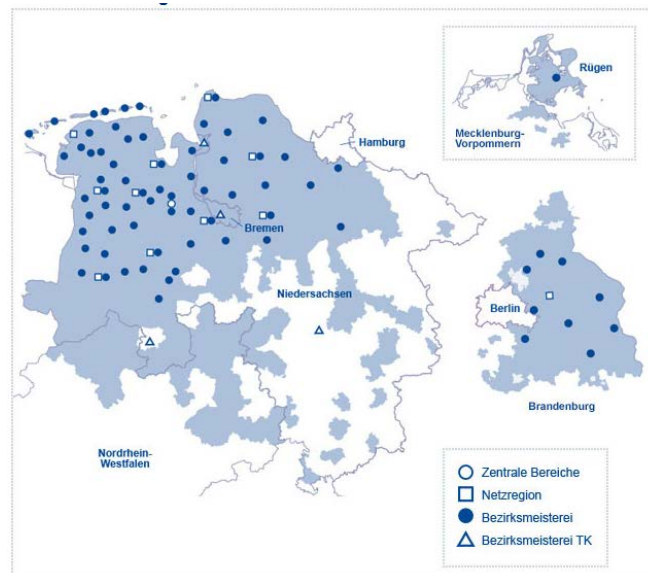 Rügen
Mecklenburg-
Vorpommern
Hamburg
Bremen
Niedersachsen
Berlin
Brandenburg
Nordrhein-
Westfalen
Zentrale Bereiche
Netzregion
Bezirksmeisterei
Bezirksmeisterei TK